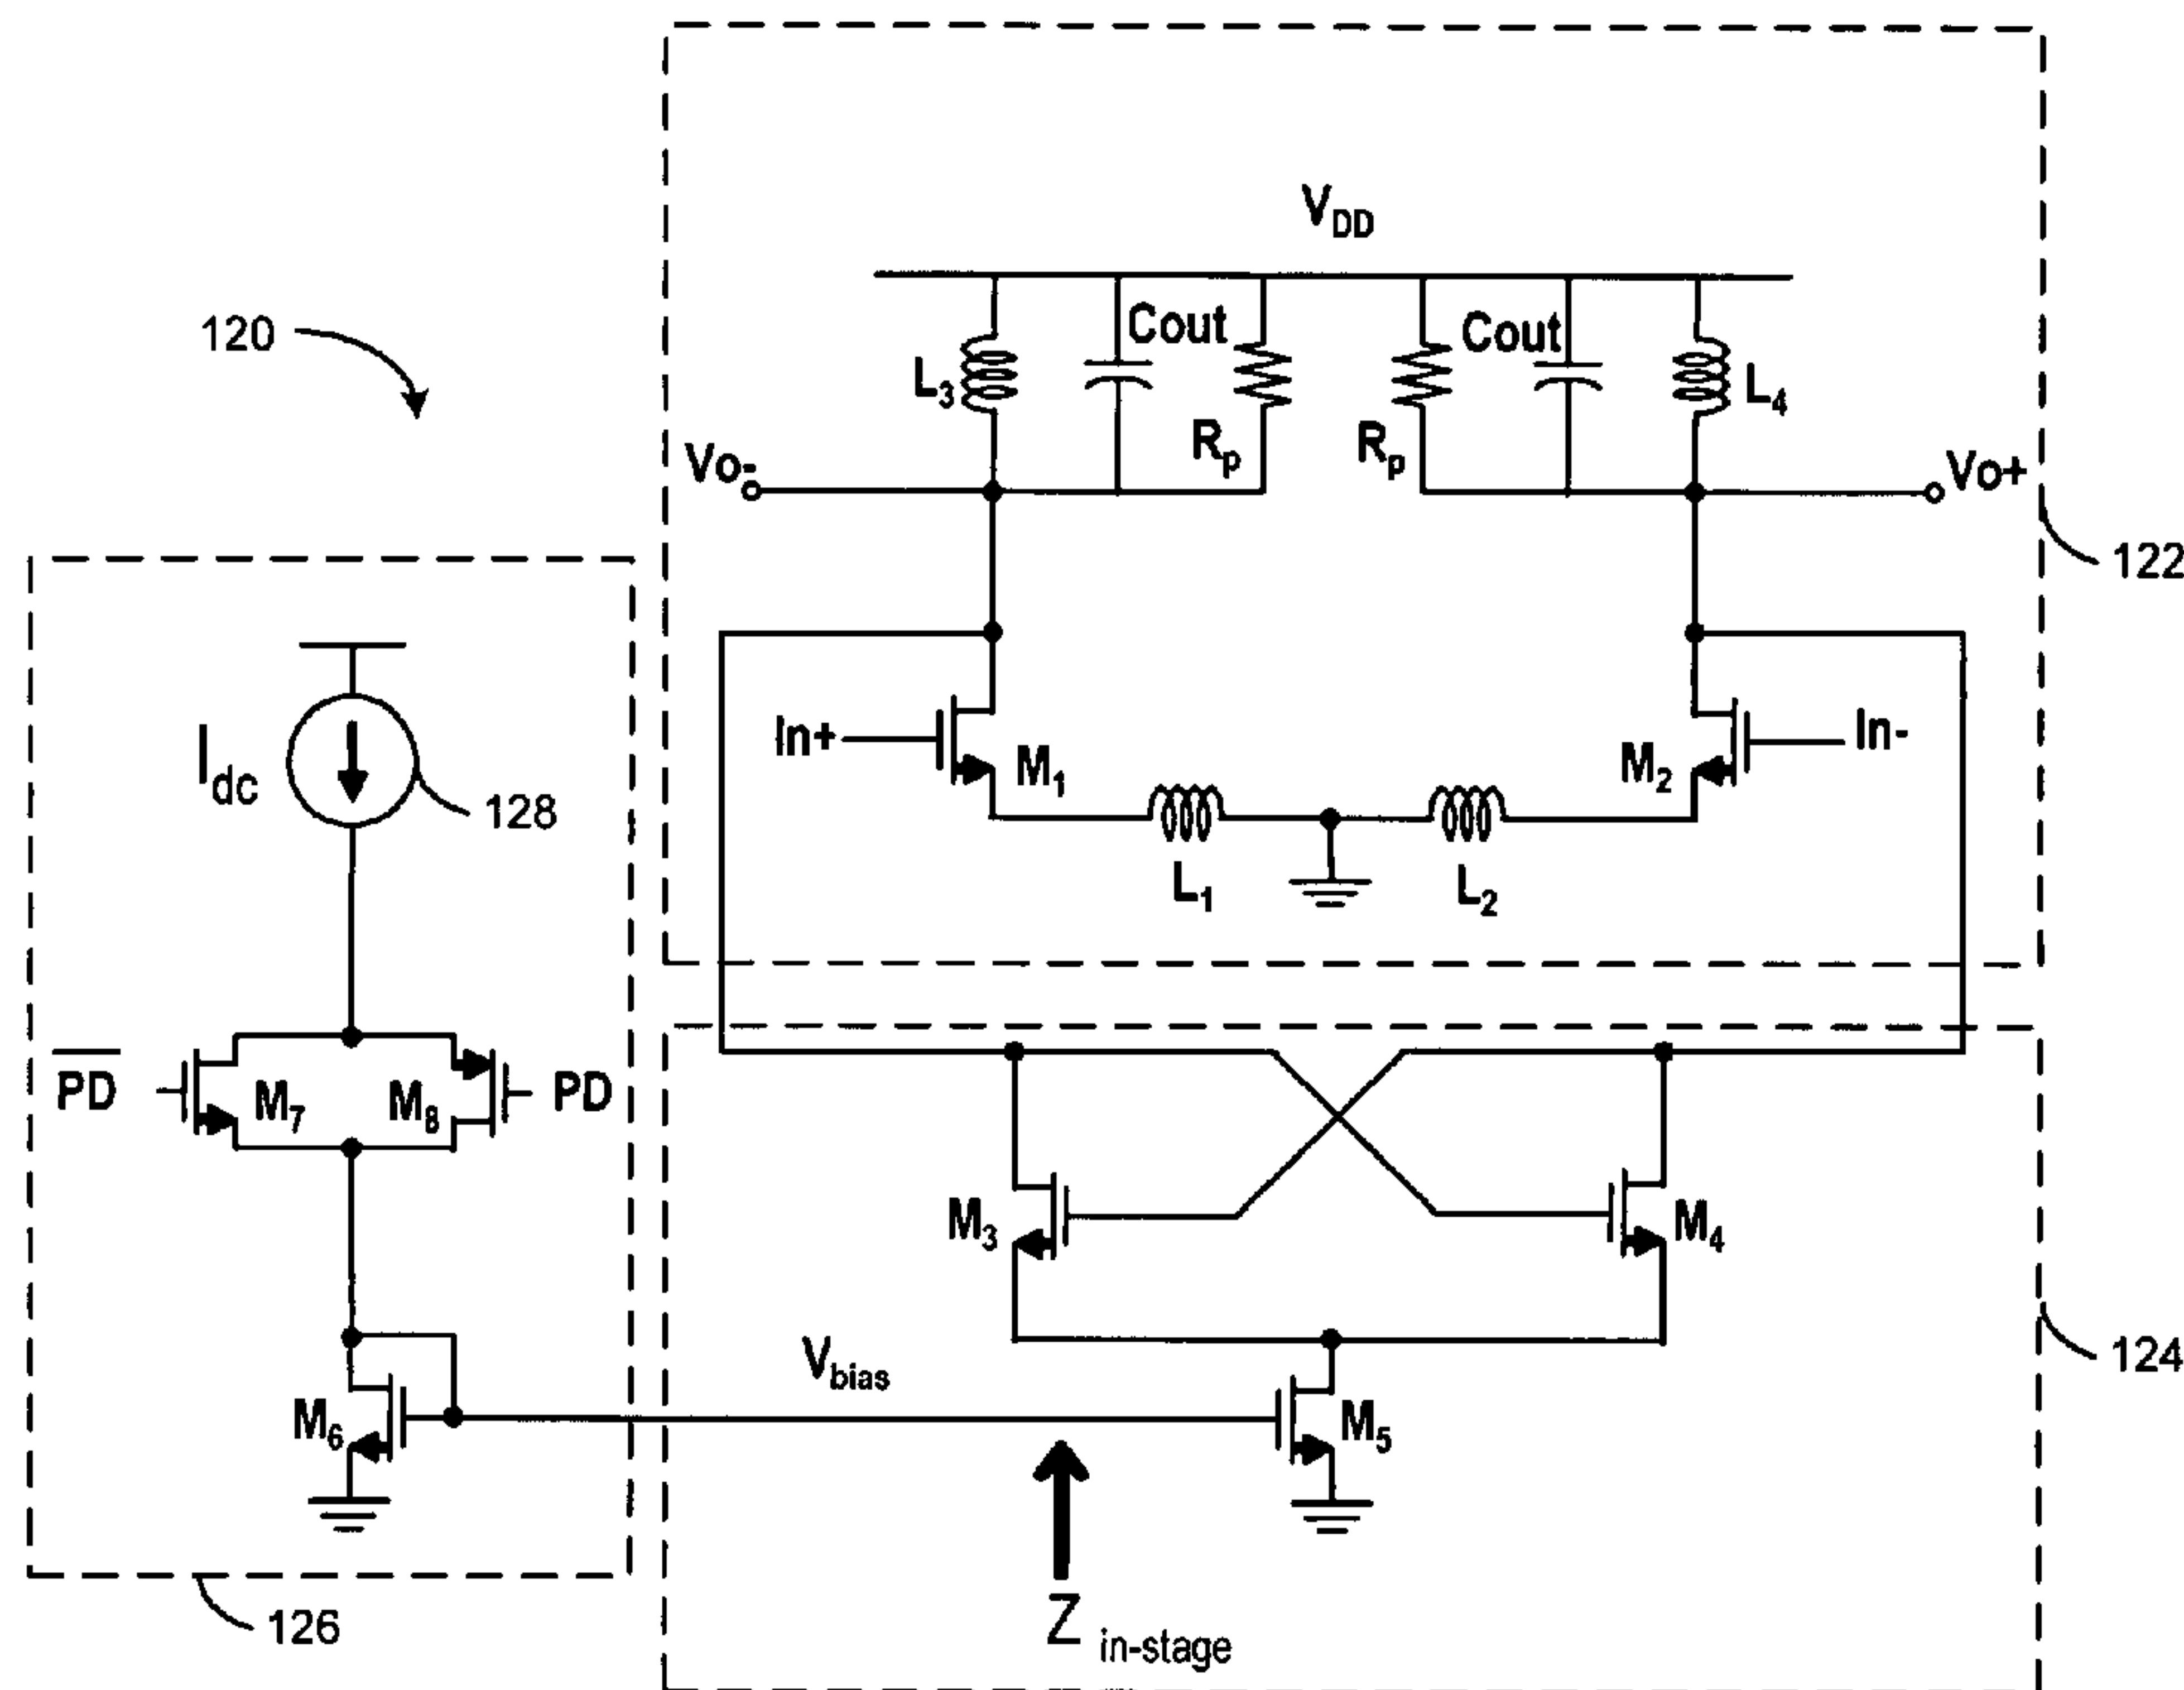 V_DD
120
Cout
Cout
L_3
L_4
R_p
R_p
Vo-
Vo+
122
In+
M_1
M_2
In-
I_dc
128
L_1
L_2
P̅D̅
M_7
M_8
PD
M_3
M_4
V_bias
124
M_6
M_5
126
Z in-stage